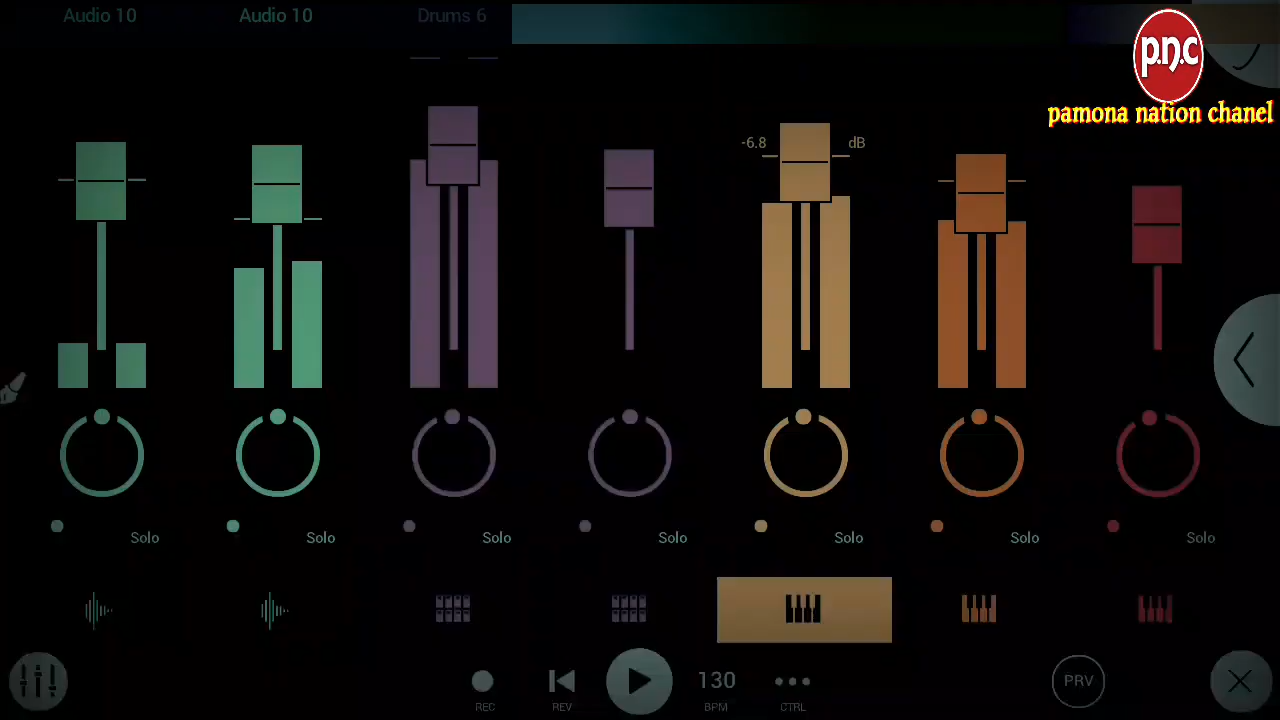 Audio 10
Audio 10
Drums 6
p.n.c
pamona nation chanel
-6.8
dB
Solo
Solo
Solo
Solo
Solo
Solo
Solo
REC
REV
130
BPM
CTRL
PRV